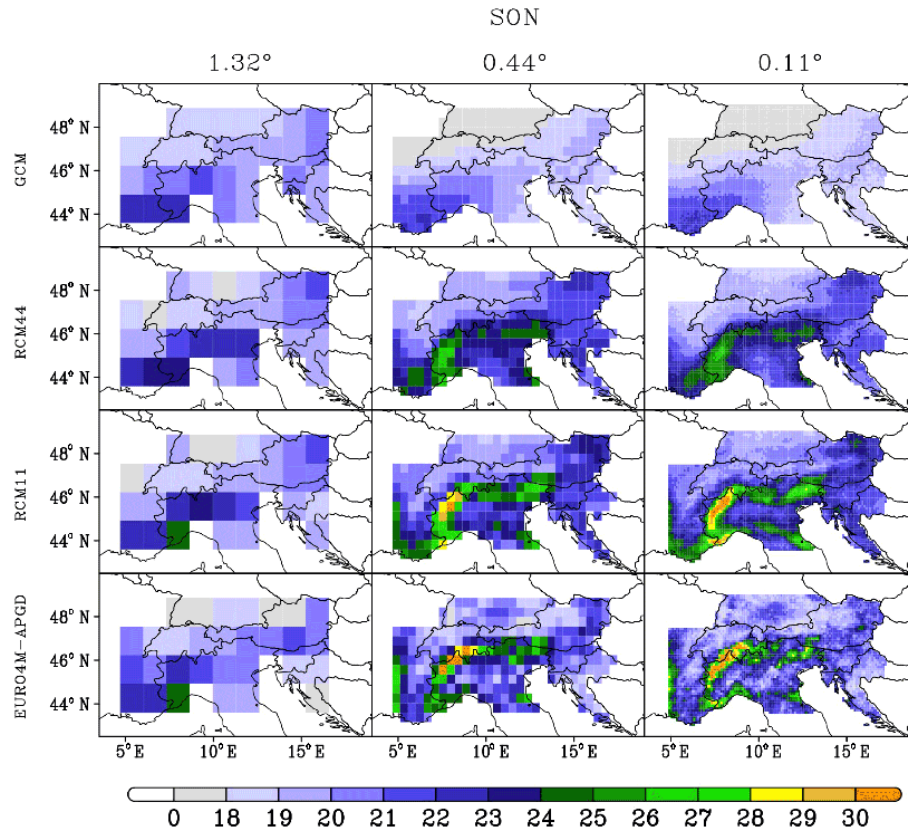 SON
1.32° 0.44° 0.11°
48° N
46° N
44° N
GCM
48° N
46° N
44° N
RCM44
48° N
46° N
44° N
RCM11
48° N
46° N
44° N
EURO4M-APGD
5°E 10°E 15°E 5°E 10°E 15°E 5°E 10°E 15°E
0 18 19 20 21 22 23 24 25 26 27 28 29 30